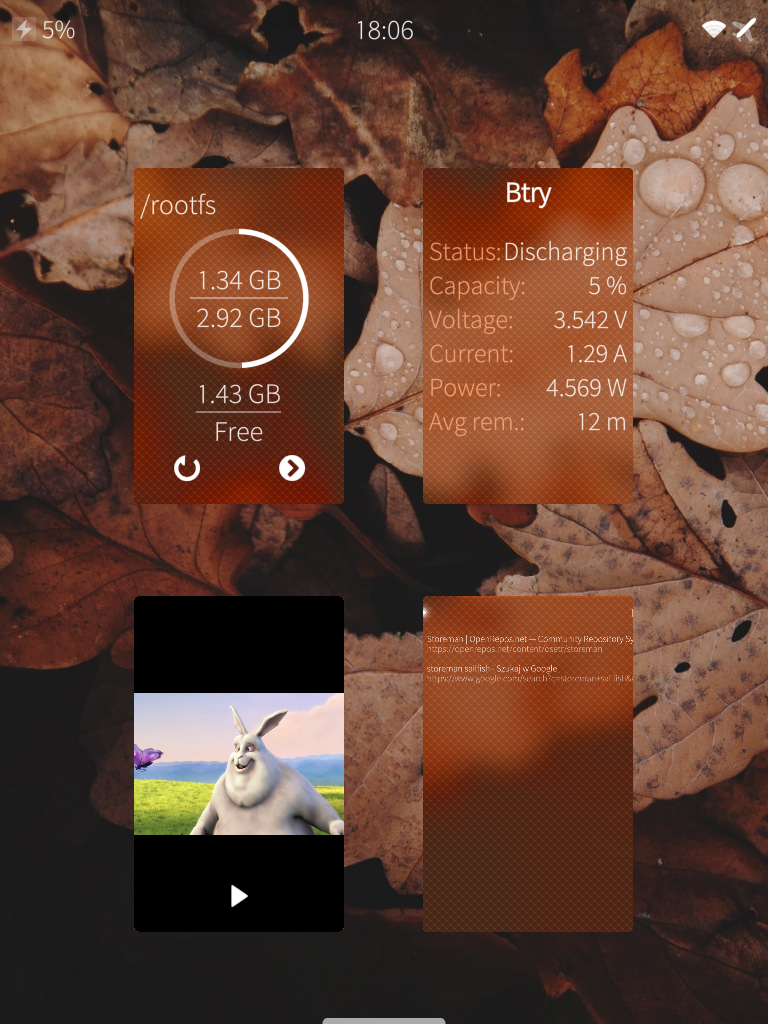 5% 18:06
/rootfs
1.34 GB
2.92 GB
1.43 GB
Free
Btry
Status: Discharging
Capacity: 5 %
Voltage: 3.542 V
Current: 1.29 A
Power: 4.569 W
Avg rem.: 12 m
Storeman | OpenRepos.net — Community Repository Sy
https://openrepos.net/content/osetr/storeman
storeman sailfish - Szukaj w Google
https://www.google.com/search?q=storeman+sailfish&